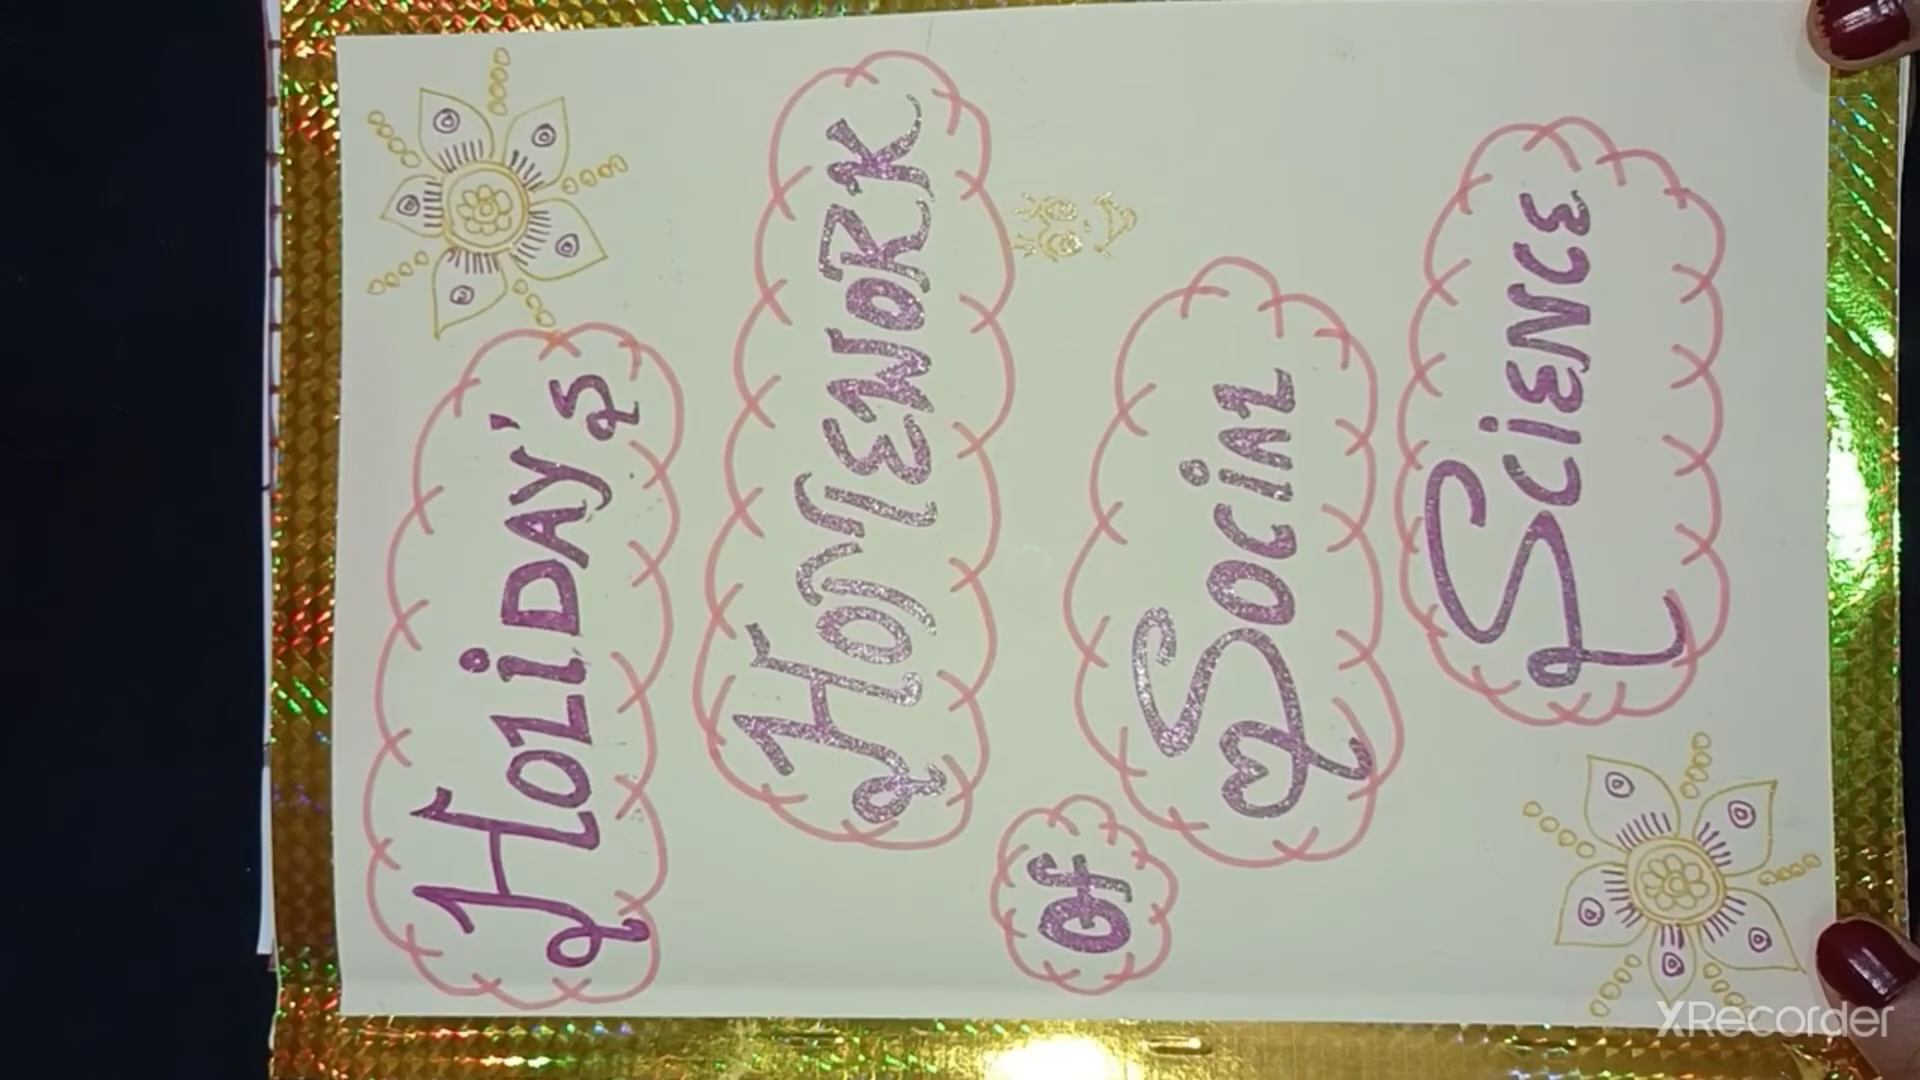 HOLiDAY's
HOMEWORK
OF
SOCiAL
SCiENCE
XRecorder